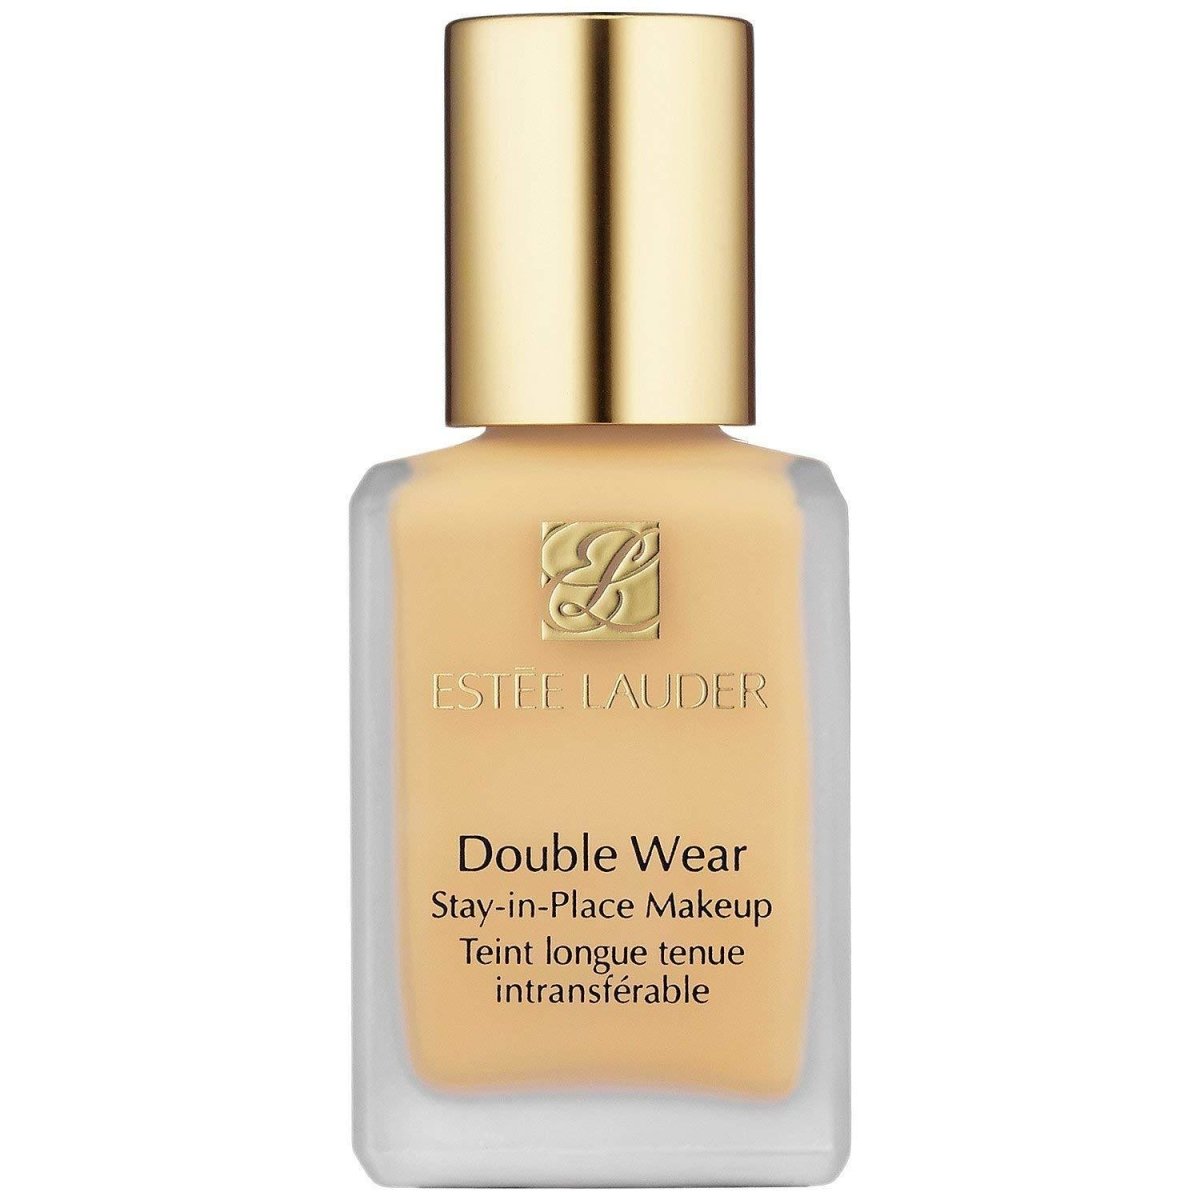 ESTĒE LAUDER
Double Wear
Stay-in-Place Makeup
Teint longue tenue
intransférable